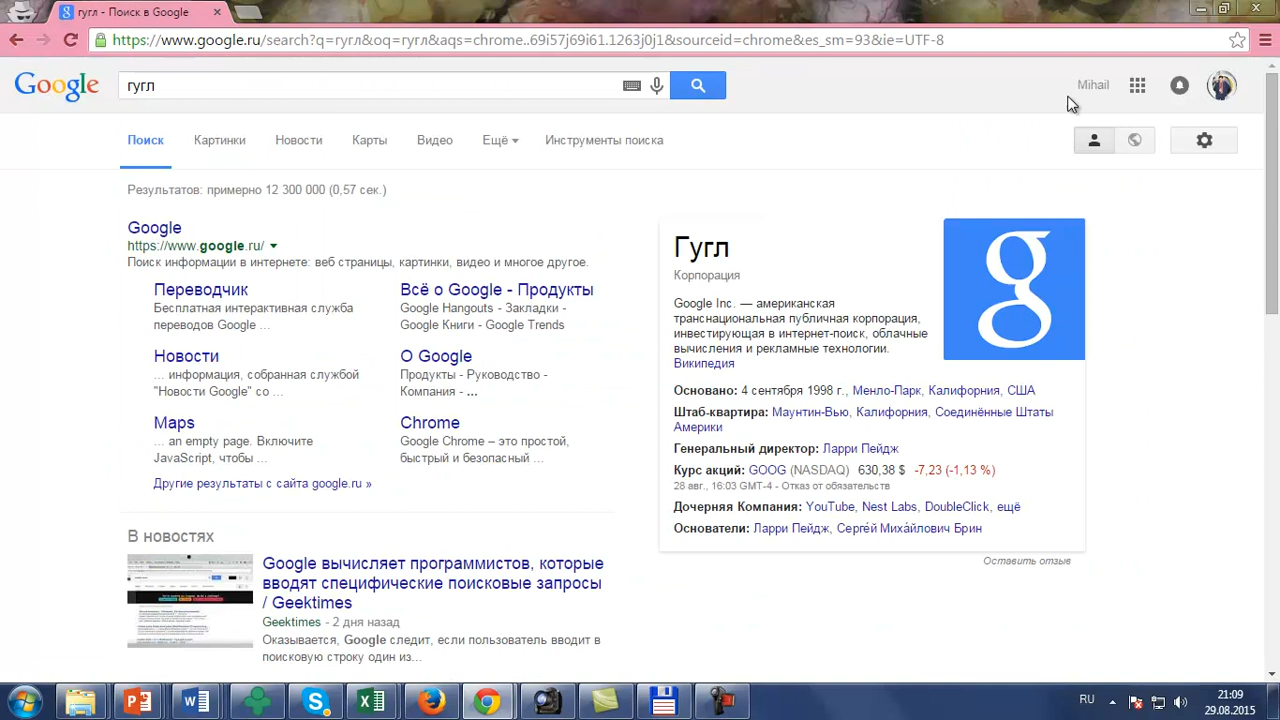 гугл - Поиск в Google
https://www.google.ru/search?q=гугл&oq=гугл&aqs=chrome..69i57j69i61.1263j0j1&sourceid=chrome&es_sm=93&ie=UTF-8
Google
гугл
Mihail
Поиск
Картинки
Новости
Карты
Видео
Ещё
Инструменты поиска
Результатов: примерно 12 300 000 (0,57 сек.)
Google
https://www.google.ru/
Поиск информации в интернете: веб страницы, картинки, видео и многое другое.
Переводчик
Бесплатная интерактивная служба
переводов Google ...
Всё о Google - Продукты
Google Hangouts - Закладки -
Google Книги - Google Trends
Новости
... информация, собранная службой
"Новости Google" со ...
О Google
Продукты - Руководство -
Компания - ...
Maps
... an empty page. Включите
JavaScript, чтобы ...
Chrome
Google Chrome – это простой,
быстрый и безопасный ...
Другие результаты с сайта google.ru »
В новостях
Google вычисляет программистов, которые
вводят специфические поисковые запросы
/ Geektimes
Geektimes - назад
Оказывается, Google следит, если пользователь вводит в
поисковую строку один из...
Гугл
Корпорация
Google Inc. — американская
транснациональная публичная корпорация,
инвестирующая в интернет-поиск, облачные
вычисления и рекламные технологии.
Википедия
g
Основано: 4 сентября 1998 г., Менло-Парк, Калифорния, США
Штаб-квартира: Маунтин-Вью, Калифорния, Соединённые Штаты
Америки
Генеральный директор: Ларри Пейдж
Курс акций: GOOG (NASDAQ) 630,38 $ -7,23 (-1,13 %)
28 авг., 16:03 GMT-4 - Отказ от обязательств
Дочерняя Компания: YouTube, Nest Labs, DoubleClick, ещё
Основатели: Ларри Пейдж, Серге́й Миха́йлович Брин
Оставить отзыв
RU
21:09
29.08.2015